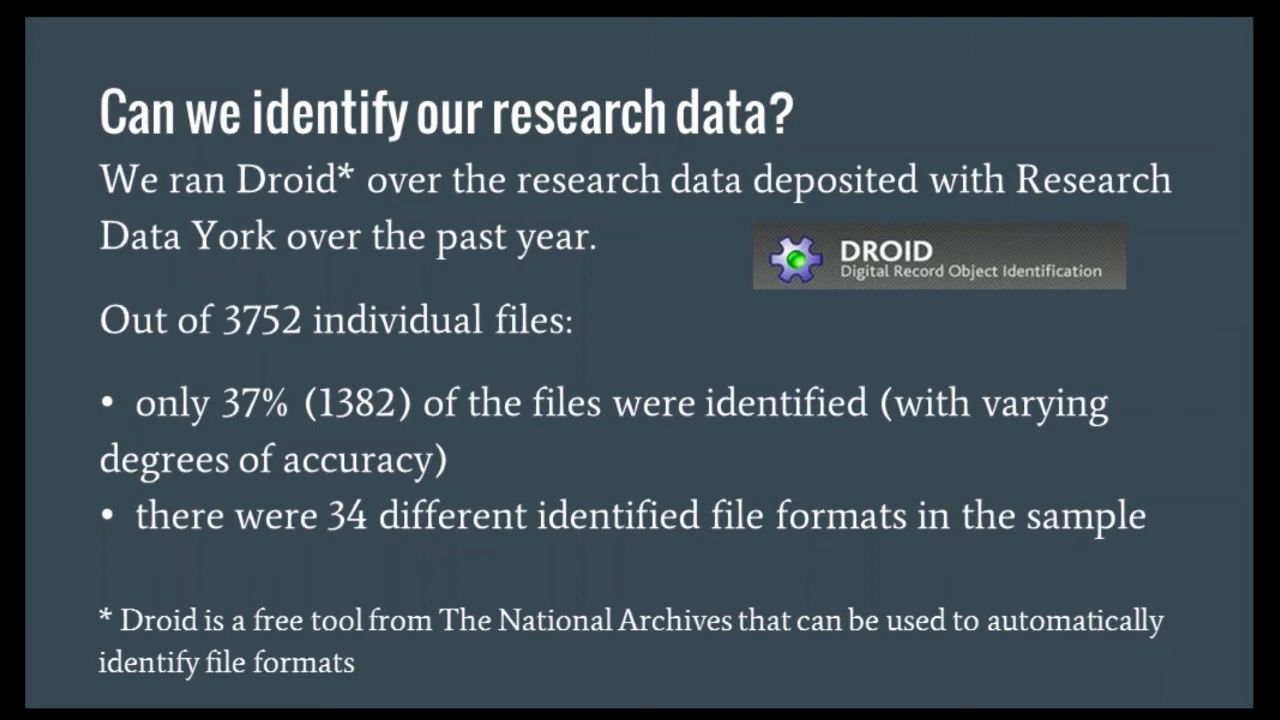 Can we identify our research data?
We ran Droid* over the research data deposited with Research
Data York over the past year.
DROID
Digital Record Object Identification
Out of 3752 individual files:
• only 37% (1382) of the files were identified (with varying
degrees of accuracy)
• there were 34 different identified file formats in the sample
* Droid is a free tool from The National Archives that can be used to automatically
identify file formats